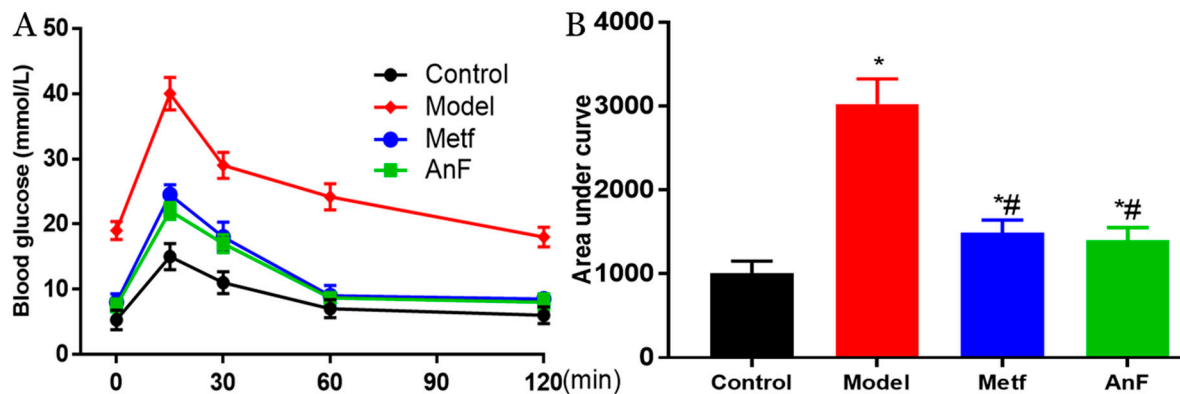 A
Blood glucose (mmol/L)
50
40
30
20
10
0
0 30 60 90 120 (min)
Control
Model
Metf
AnF
B
Area under curve
4000
3000
2000
1000
0
*
*#
*#
Control Model Metf AnF